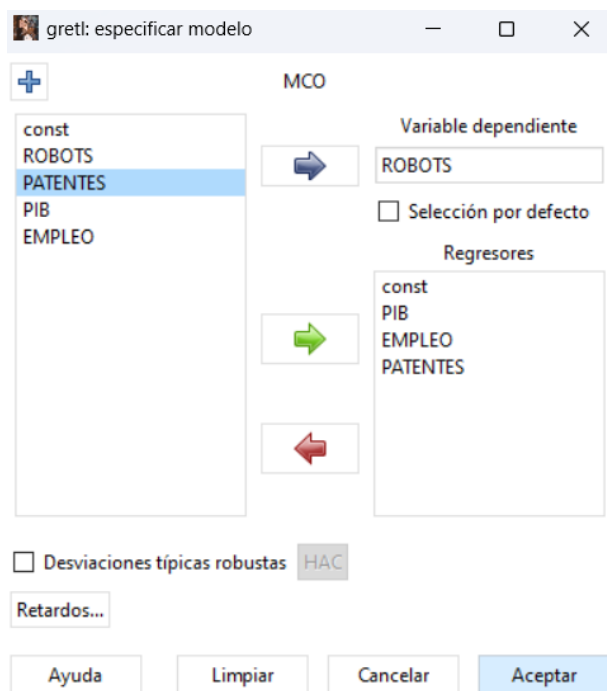 gretl: especificar modelo
MCO
const
ROBOTS
PATENTES
PIB
EMPLEO
Variable dependiente
ROBOTS
Selección por defecto
Regresores
const
PIB
EMPLEO
PATENTES
Desviaciones típicas robustas HAC
Retardos...
Ayuda Limpiar Cancelar Aceptar